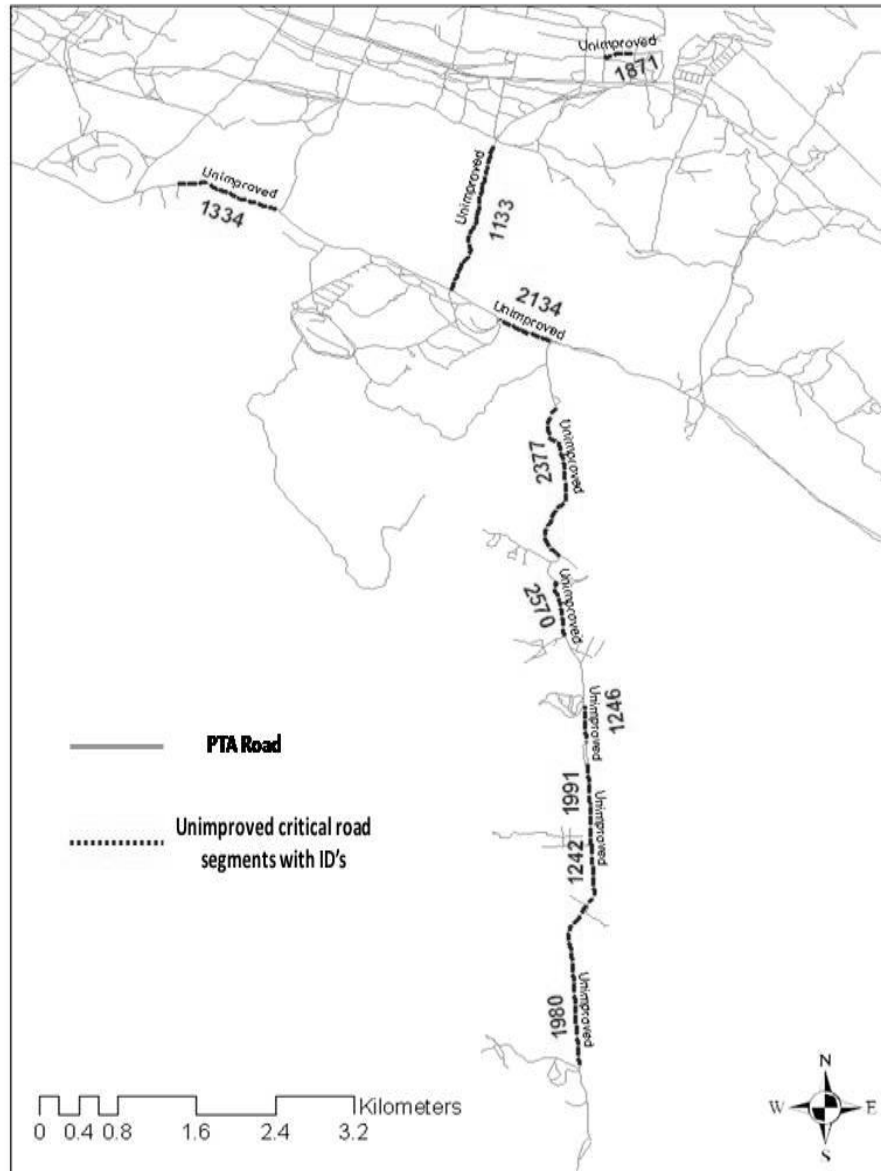 Unimproved
1871
Unimproved
1334
Unimproved
1133
2134
Unimproved
2377
Unimproved
2570
Unimproved
Unimproved
1246
1991
Unimproved
1242
1980
Unimproved
PTA Road
Unimproved critical road
segments with ID's
Kilometers
0 0.4 0.8 1.6 2.4 3.2
N
W E
S